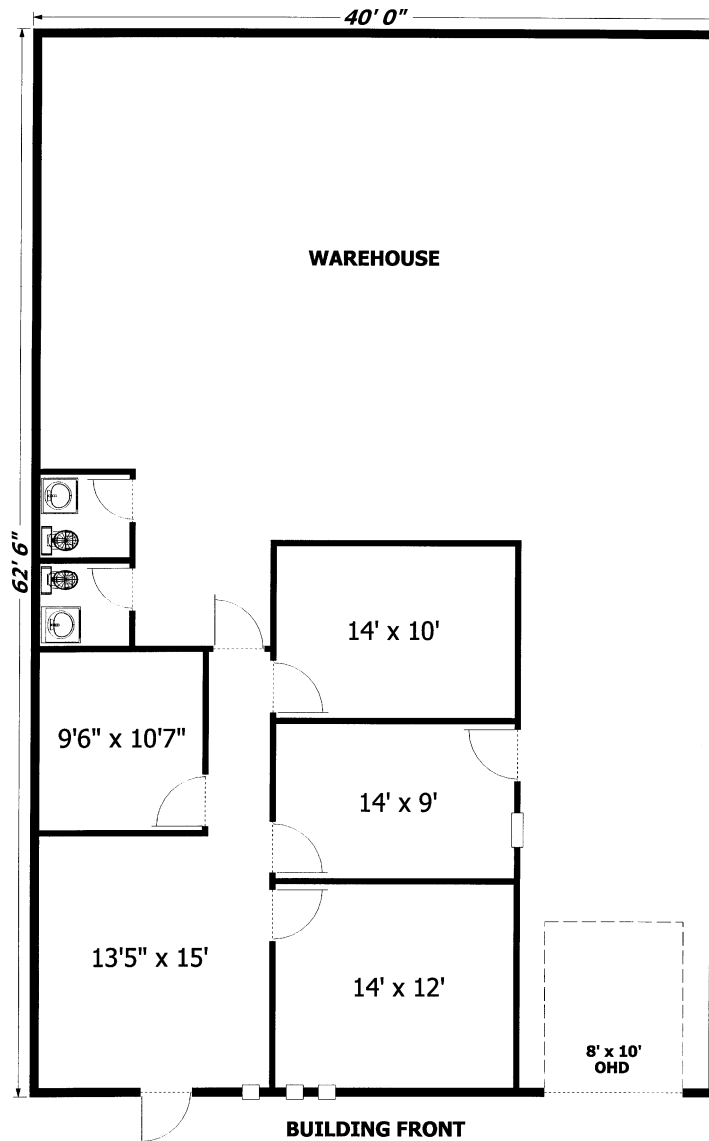 40' 0"
WAREHOUSE
62' 6"
14' x 10'
9'6" x 10'7"
14' x 9'
13'5" x 15'
14' x 12'
8' x 10'
OHD
BUILDING FRONT